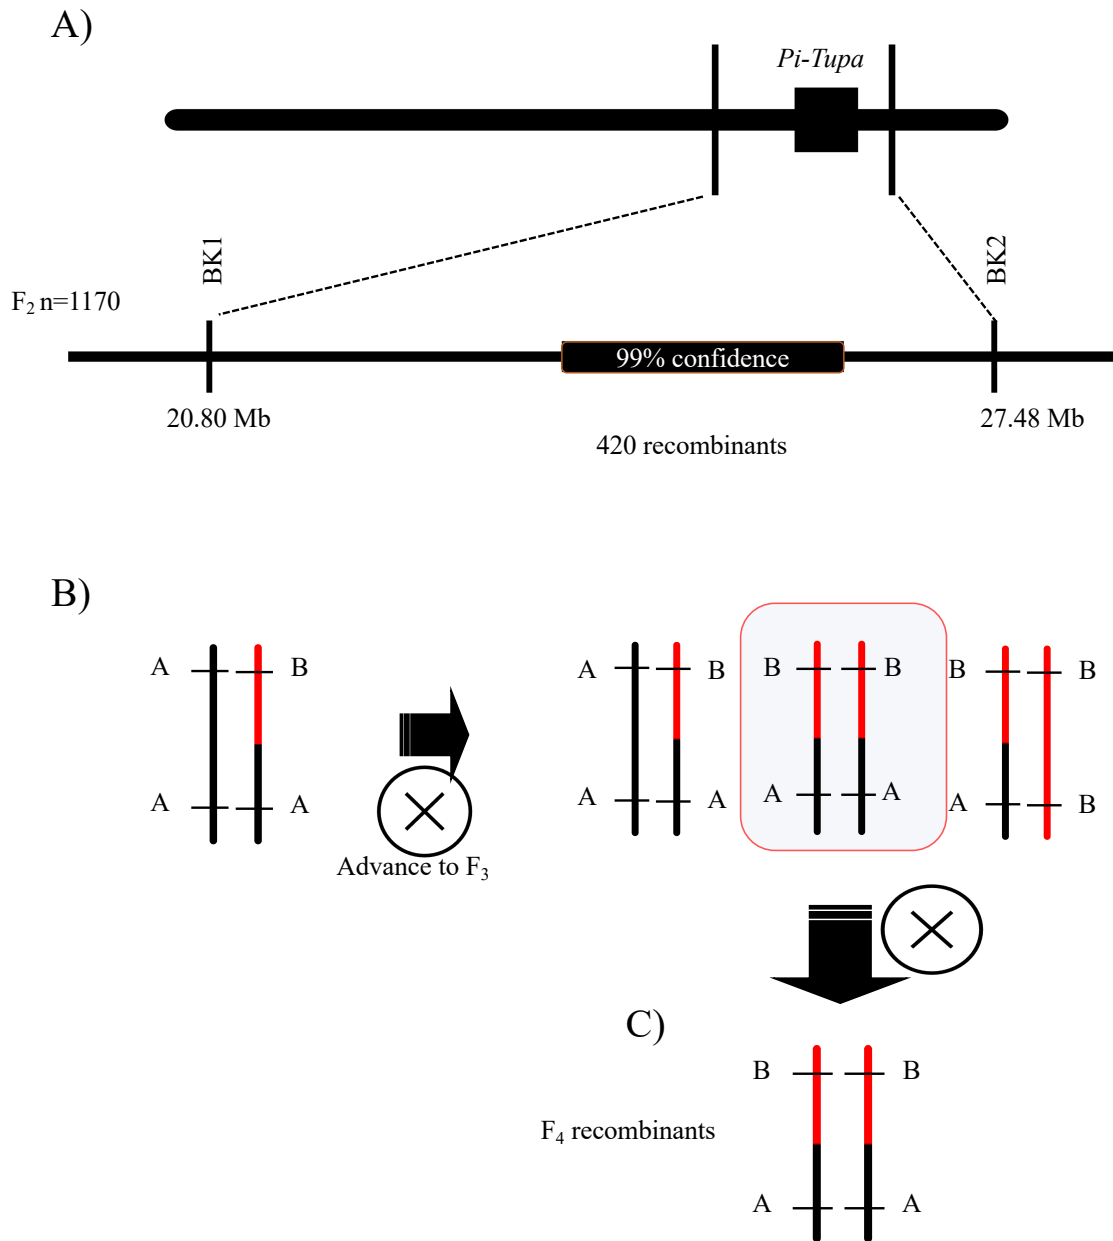 A)
Pi-Tupa
BK1
BK2
F₂ n=1170
99% confidence
20.80 Mb
27.48 Mb
420 recombinants
B)
A B
A A
Advance to F₃
A B
A A
B B
A A
B B
A B
C)
B B
F₄ recombinants
A A